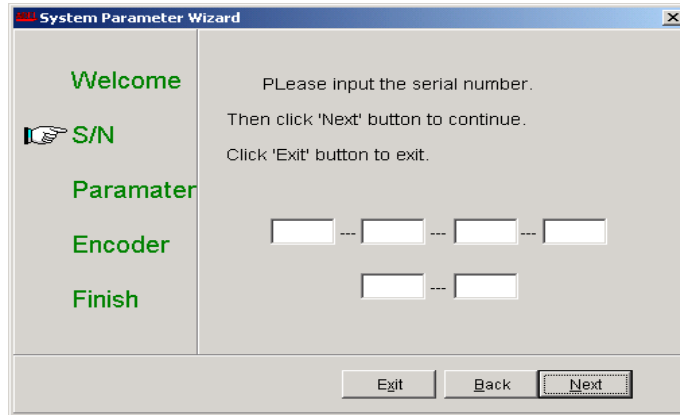 System Parameter Wizard
Welcome
S/N
Paramater
Encoder
Finish
PLease input the serial number.
Then click 'Next' button to continue.
Click 'Exit' button to exit.
--- --- ---
---
Exit Back Next